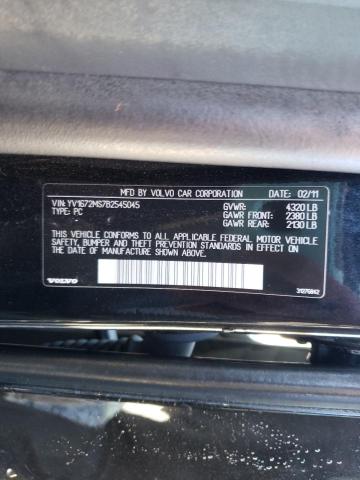 MFD BY VOLVO CAR CORPORATION 02/11
VIN: YV1672MS7B2545045 GVWR: 4320 LB
TYPE: PC GAWR FRONT: 2380 LB
GAWR REAR: 2130 LB
THIS VEHICLE CONFORMS TO ALL APPLICABLE FEDERAL MOTOR VEHICLE
SAFETY, BUMPER AND THEFT PREVENTION STANDARDS IN EFFECT ON
THE DATE OF MANUFACTURE SHOWN ABOVE.
VOLVO